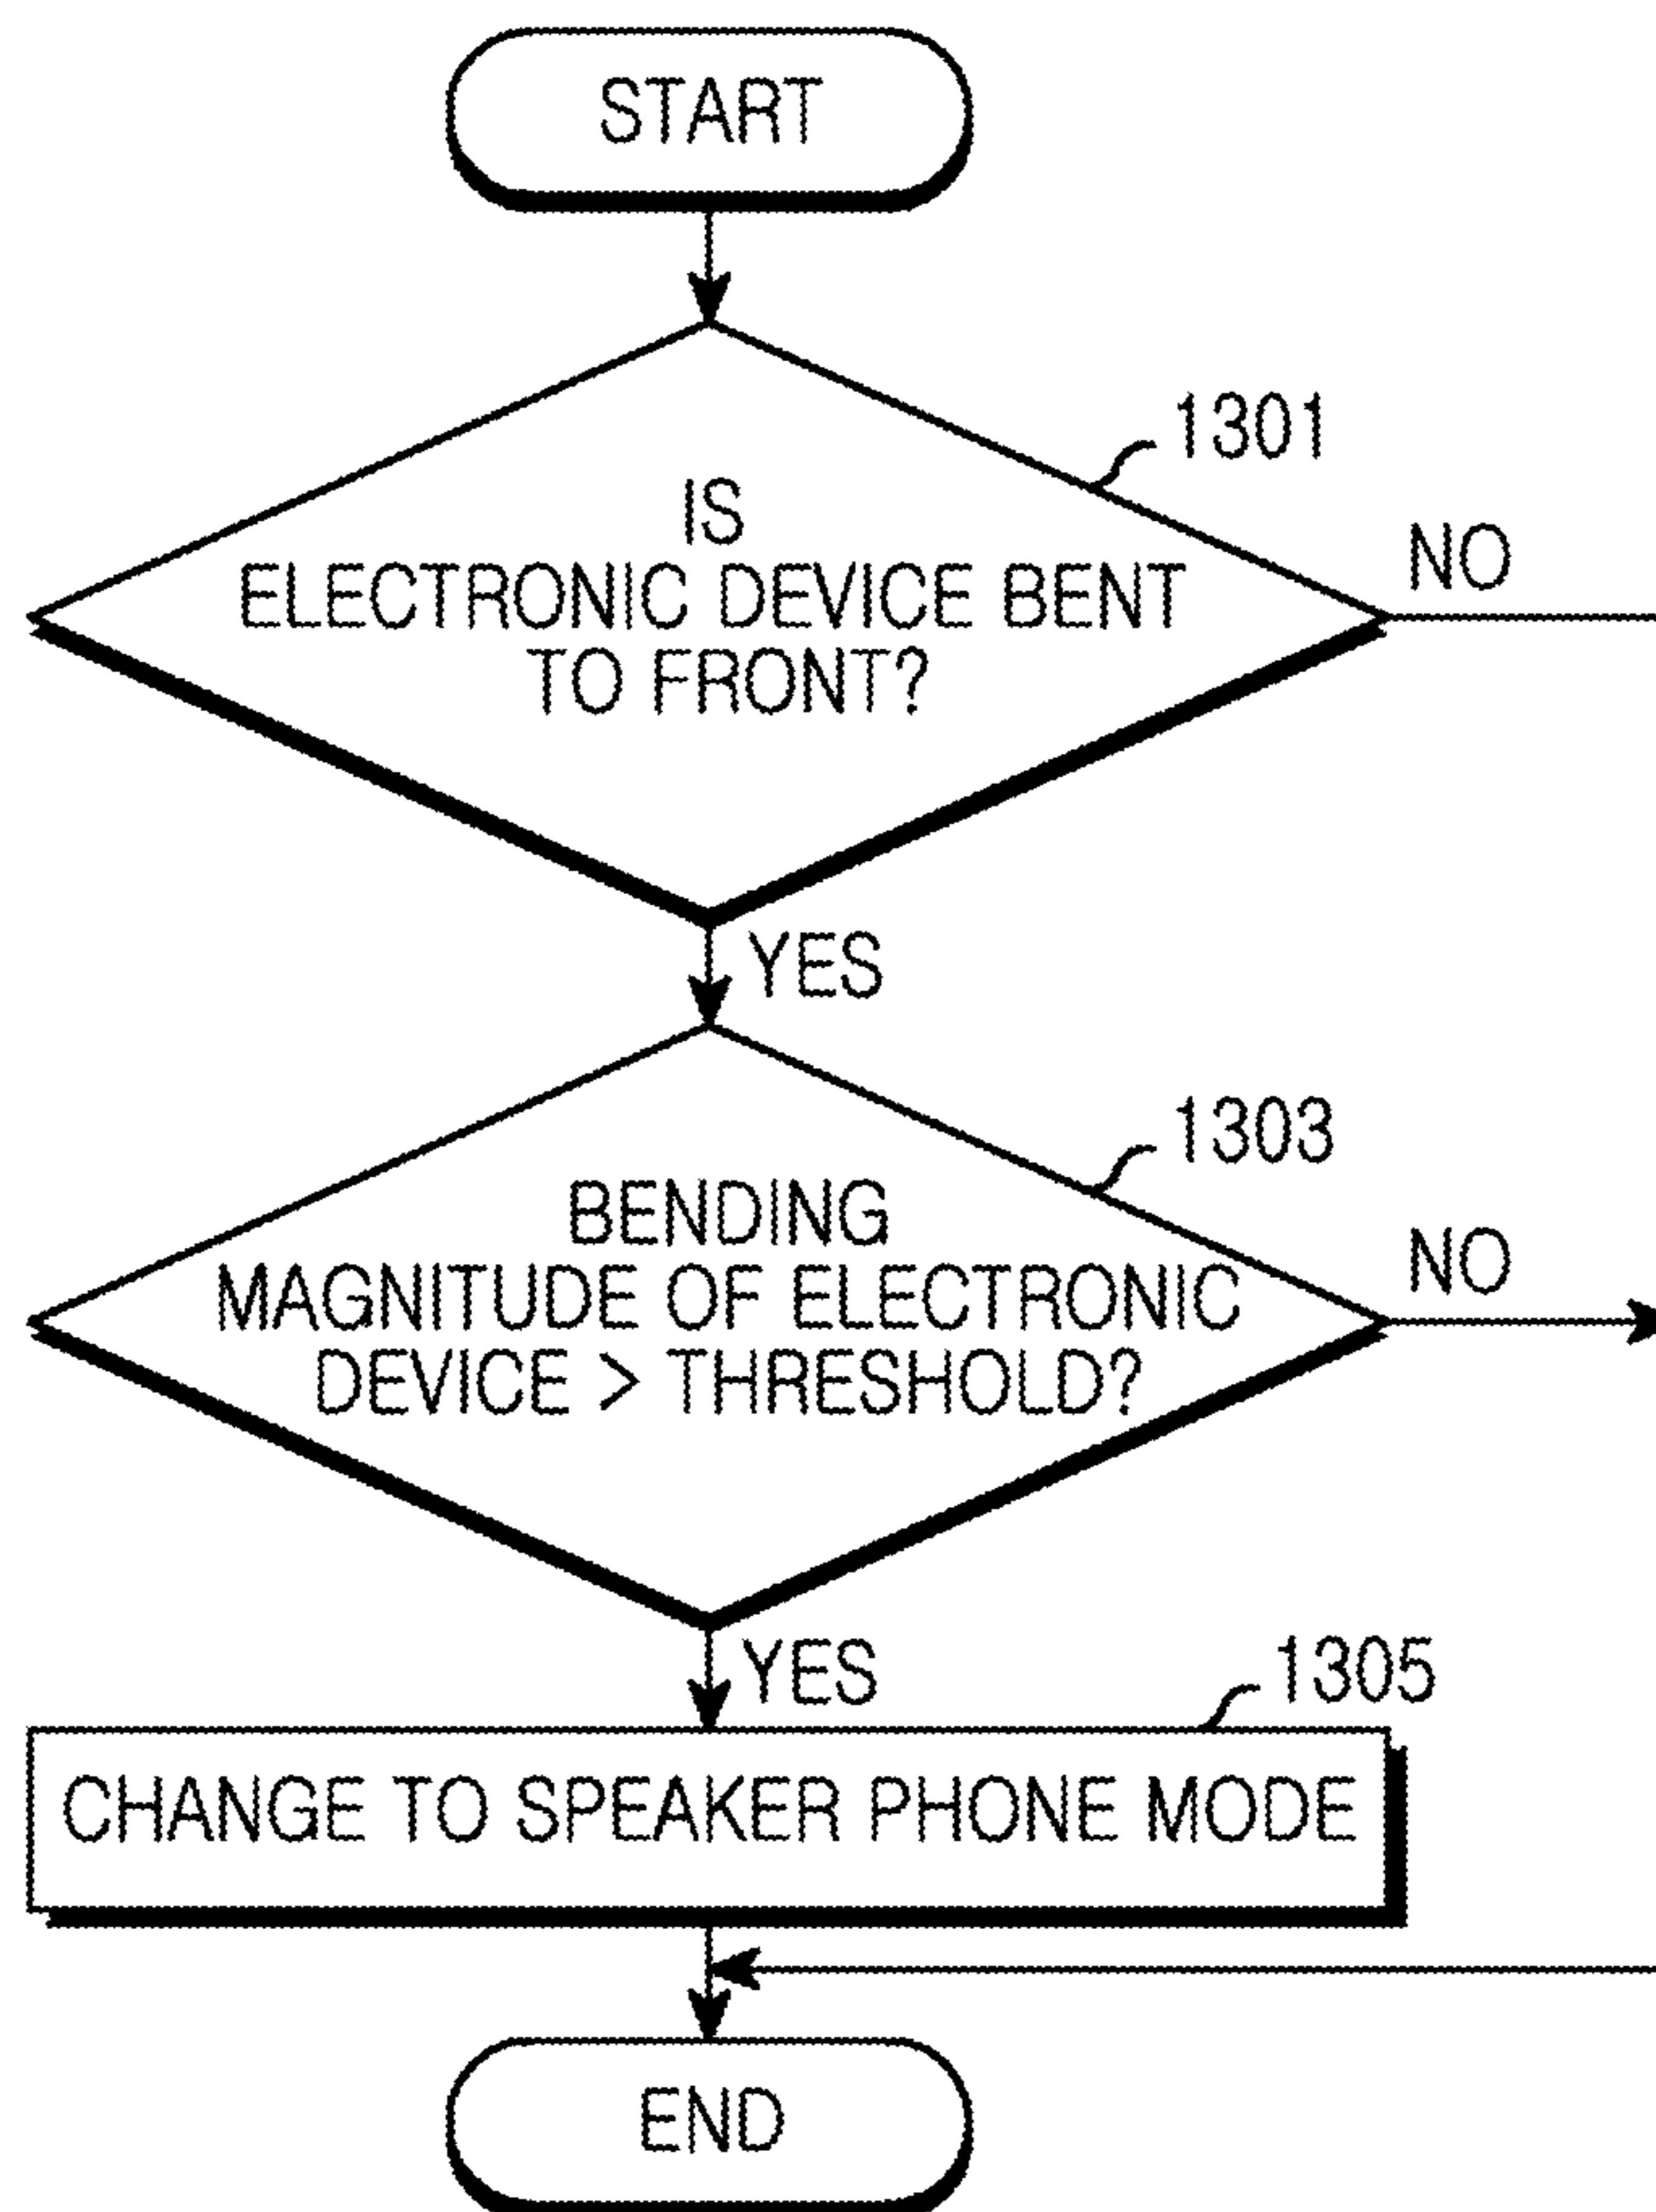 START
1301
IS
ELECTRONIC DEVICE BENT
TO FRONT?
NO
YES
1303
BENDING
MAGNITUDE OF ELECTRONIC
DEVICE > THRESHOLD?
NO
YES
1305
CHANGE TO SPEAKER PHONE MODE
END